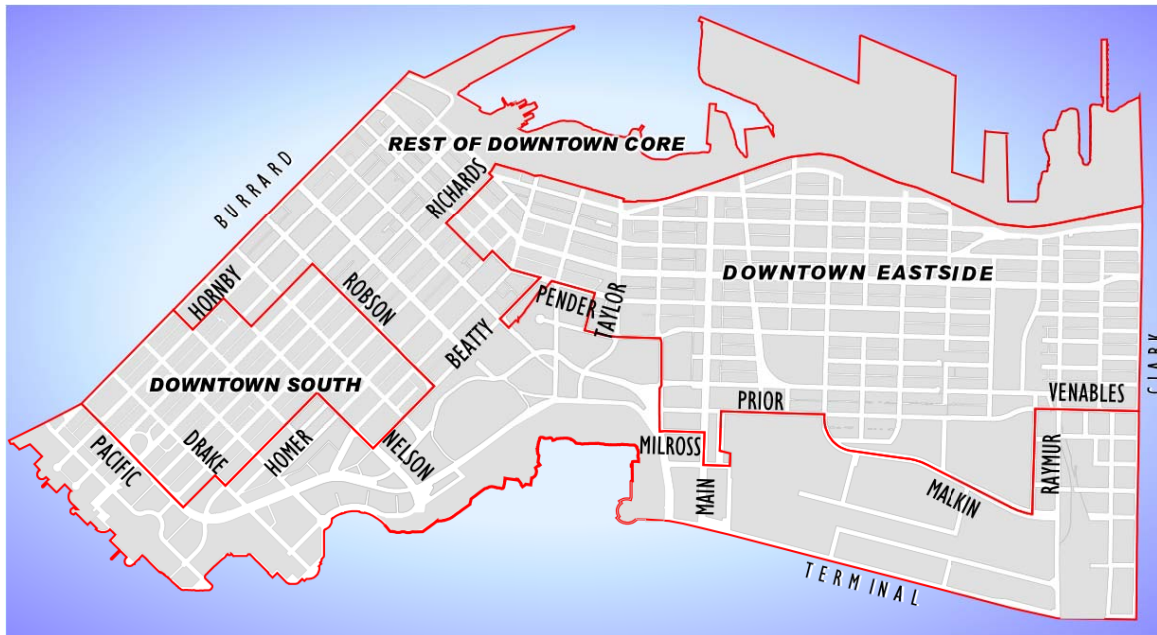 REST OF DOWNTOWN CORE
BURRARD
RICHARDS
HORNBY
ROBSON
DOWNTOWN EASTSIDE
PENDER
TAYLOR
BEATTY
CLARK
DOWNTOWN SOUTH
VENABLES
PRIOR
PACIFIC
DRAKE
HOMER
NELSON
MILROSS
MAIN
MALKIN
RAYMUR
TERMINAL